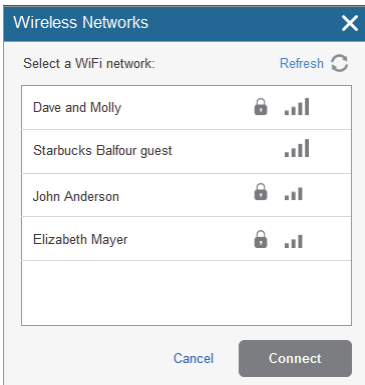 Wireless Networks
Select a WiFi network: Refresh
Dave and Molly
Starbucks Balfour guest
John Anderson
Elizabeth Mayer
Cancel Connect